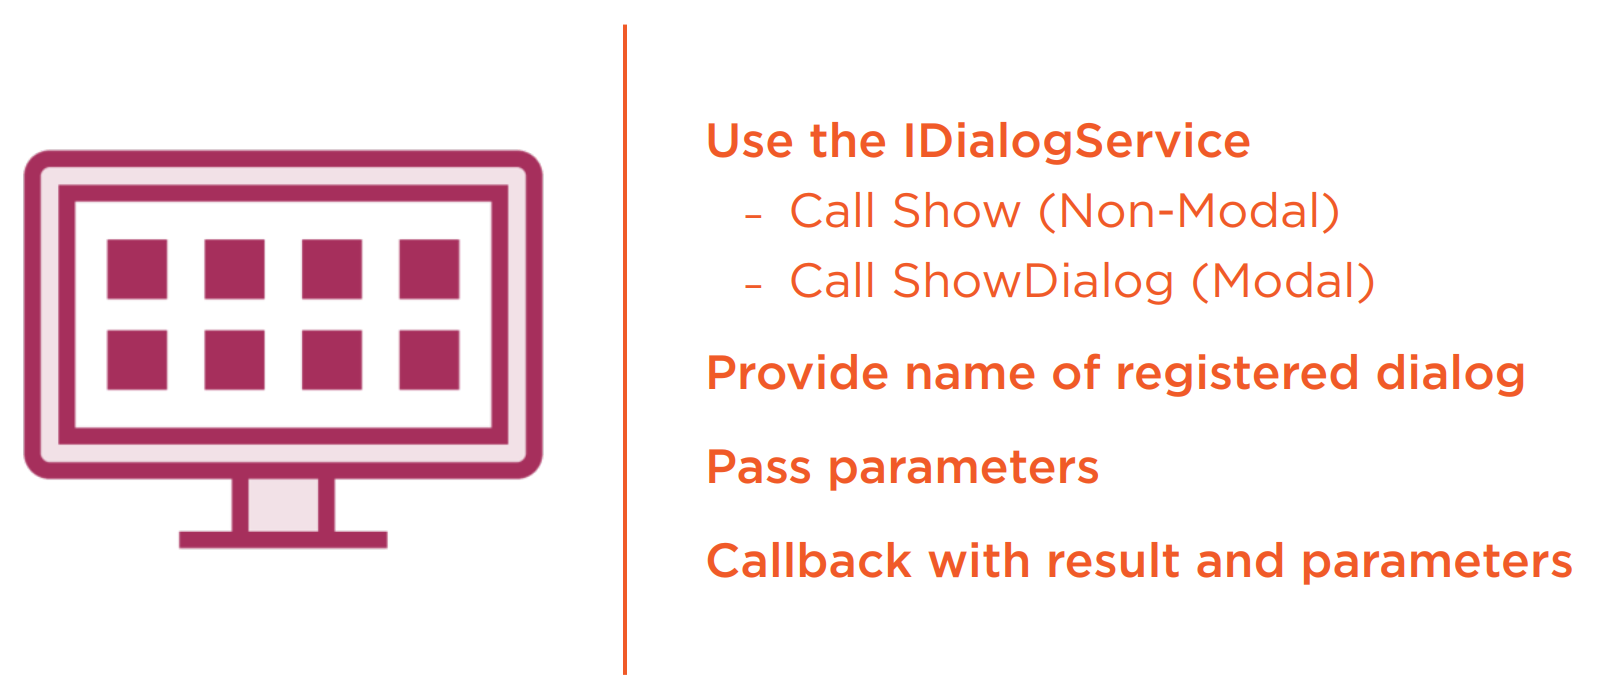 Use the IDialogService
– Call Show (Non-Modal)
– Call ShowDialog (Modal)
Provide name of registered dialog
Pass parameters
Callback with result and parameters